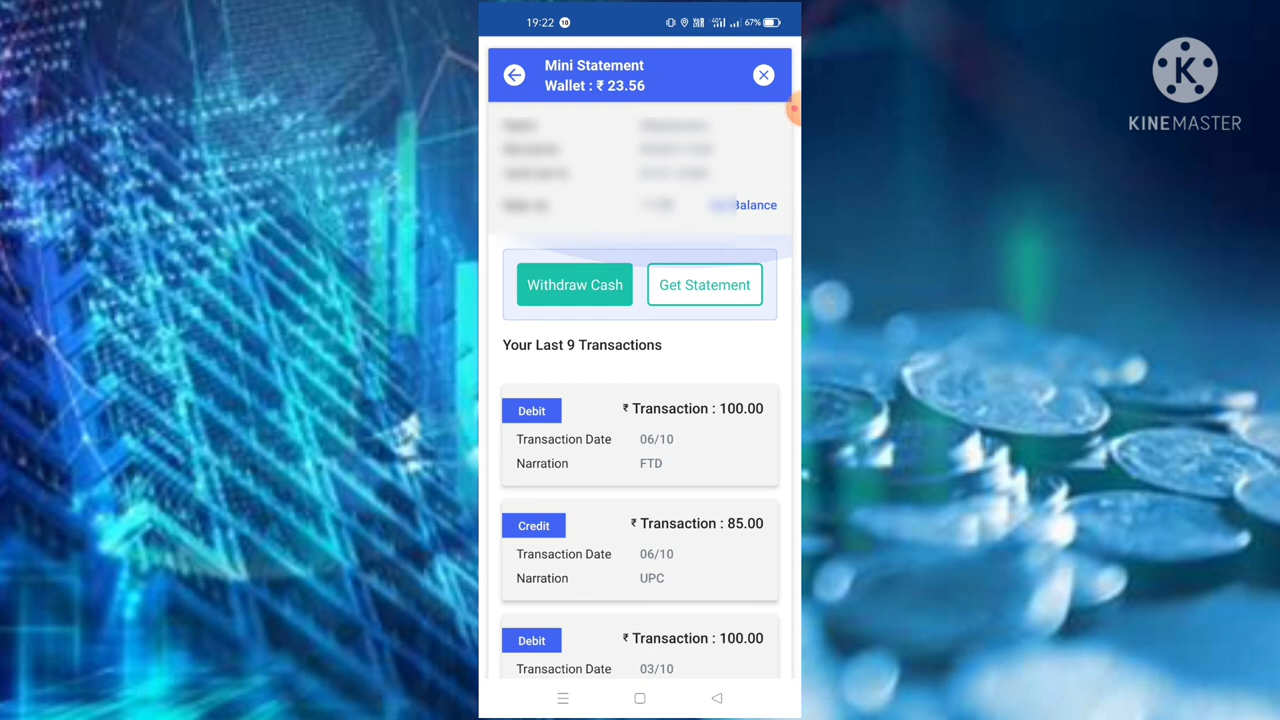 19:22 10
67%
Mini Statement
Wallet : ₹ 23.56
Balance
Withdraw Cash
Get Statement
Your Last 9 Transactions
Debit
₹ Transaction : 100.00
Transaction Date 06/10
Narration FTD
Credit
₹ Transaction : 85.00
Transaction Date 06/10
Narration UPC
Debit
₹ Transaction : 100.00
Transaction Date 03/10
K
KINEMASTER